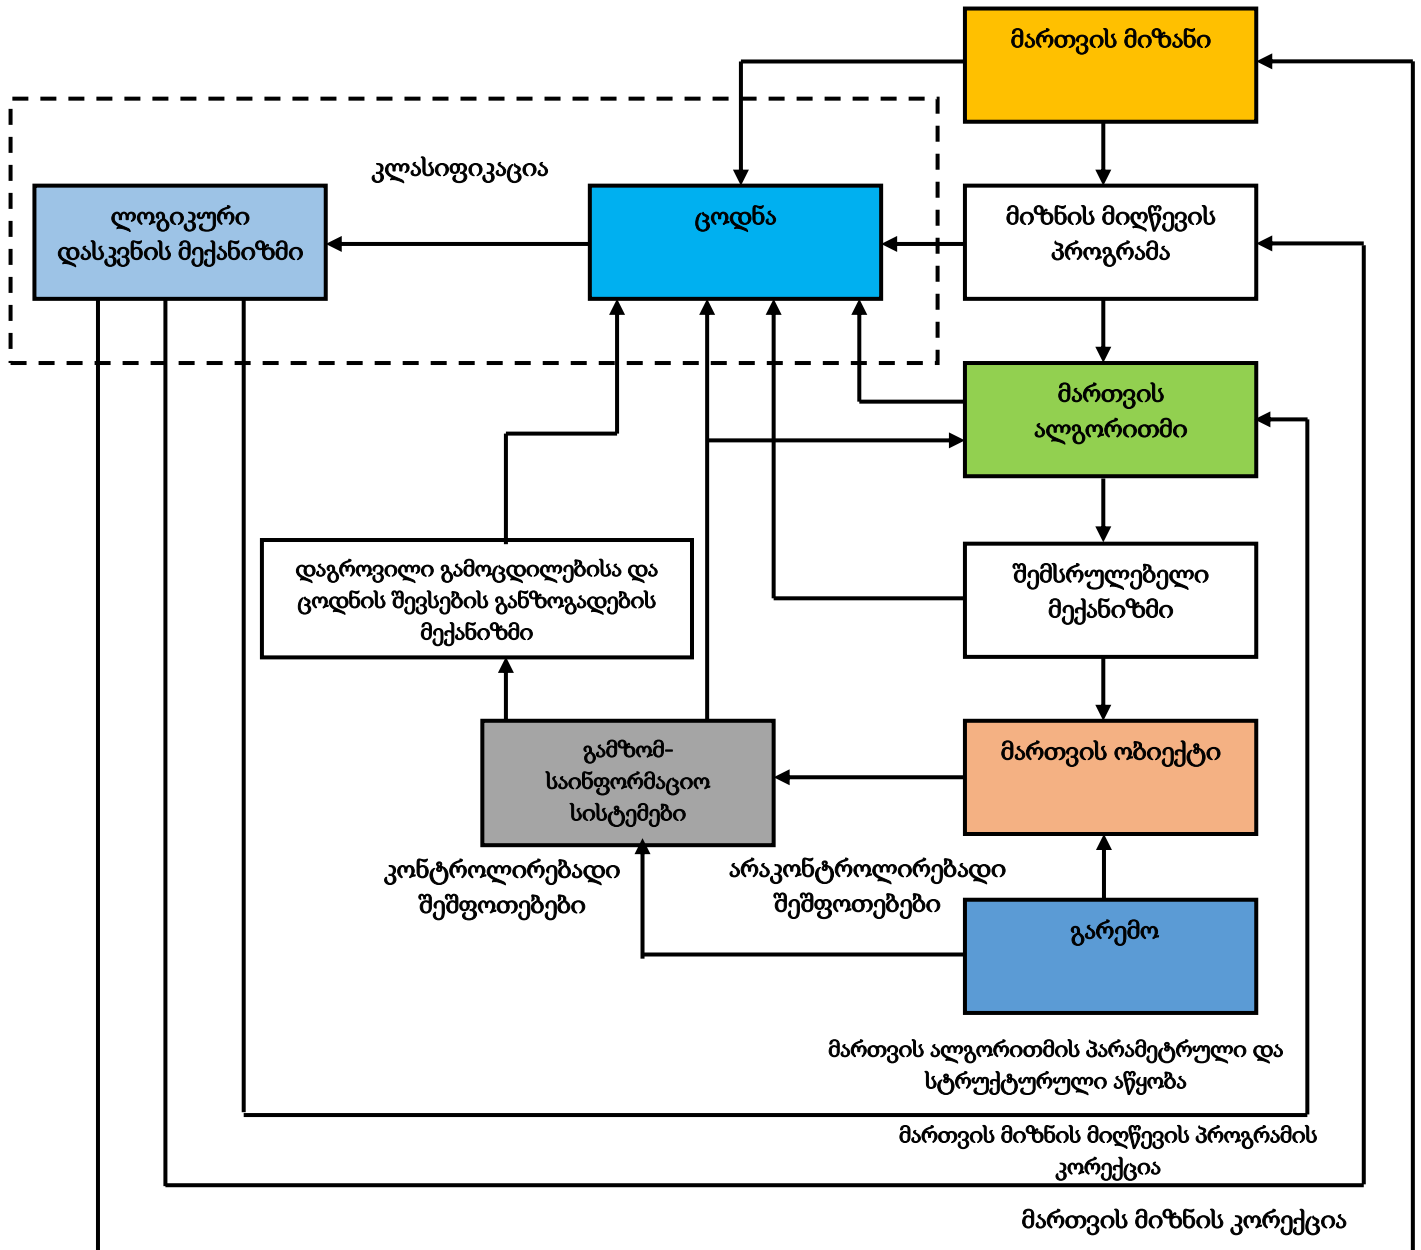 მართვის მიზანი
კლასიფიკაცია
ლოგიკური
დასკვნის მექანიზმი
ცოდნა
მიზნის მიღწევის
პროგრამა
მართვის
ალგორითმი
დაგროვილი გამოცდილებისა და
ცოდნის შევსების განზოგადების
მექანიზმი
შემსრულებელი
მექანიზმი
გამზომ-
საინფორმაციო
სისტემები
მართვის ობიექტი
კონტროლირებადი
შეშფოთებები
არაკონტროლირებადი
შეშფოთებები
გარემო
მართვის ალგორითმის პარამეტრული და
სტრუქტურული აწყობა
მართვის მიზნის მიღწევის პროგრამის
კორექცია
მართვის მიზნის კორექცია